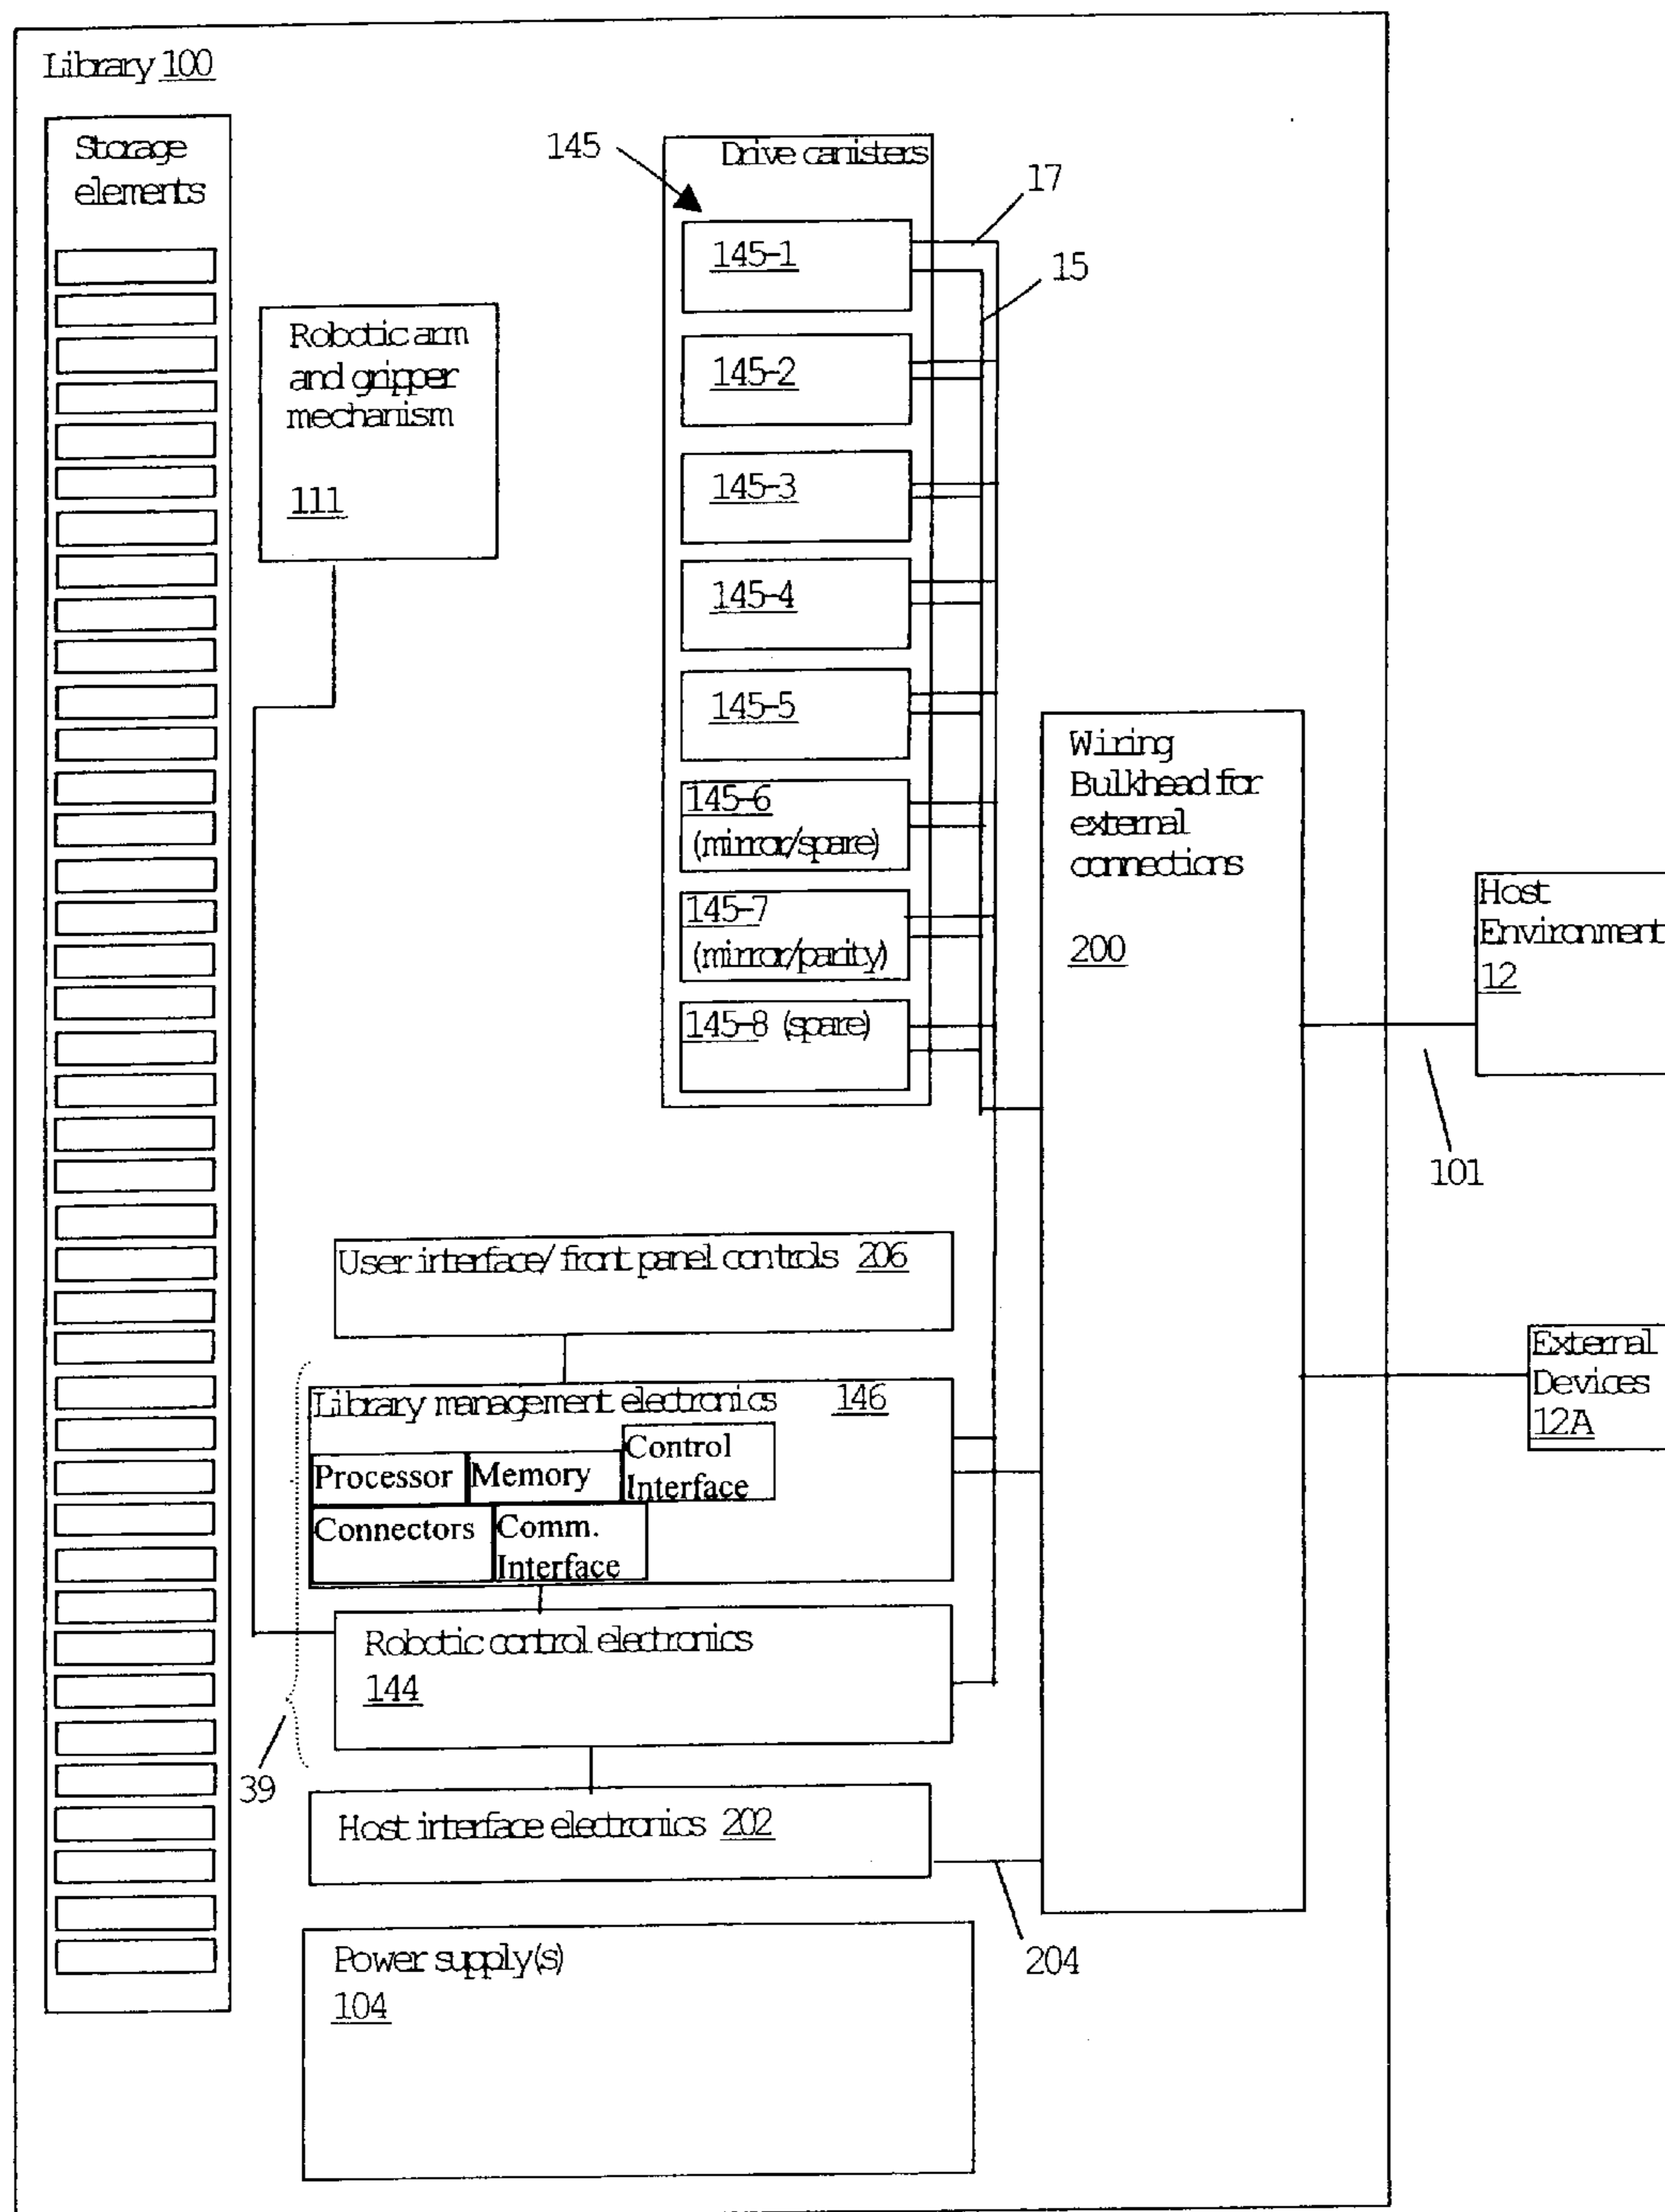 Library 100
Storage
elements
Robotic arm
and gripper
mechanism
111
145
Drive canisters
17
15
145-1
145-2
145-3
145-4
145-5
145-6
(mirror/spare)
145-7
(mirror/parity)
145-8 (spare)
Wiring
Bulkhead for
external
connections
200
Host
Environment
12
101
External
Devices
12A
User interface/ front panel controls 206
Library management electronics 146
Processor
Memory
Control
Interface
Connectors
Comm.
Interface
Robotic control electronics
144
39
Host interface electronics 202
204
Power supply(s)
104